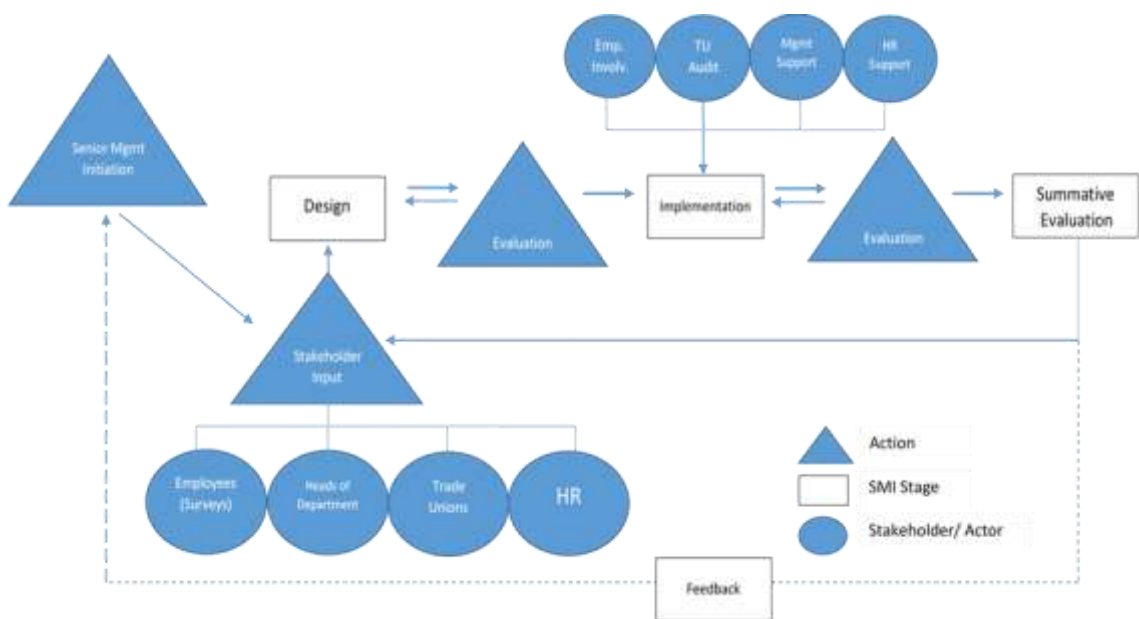 Emp.
Involv.
TU
Audit
Mgmt
Support
HR
Support
Senior Mgmt
Initiation
Design
Evaluation
Implementation
Evaluation
Summative
Evaluation
Stakeholder
Input
Employees
(Surveys)
Heads of
Department
Trade
Unions
HR
Action
SMI Stage
Stakeholder/ Actor
Feedback